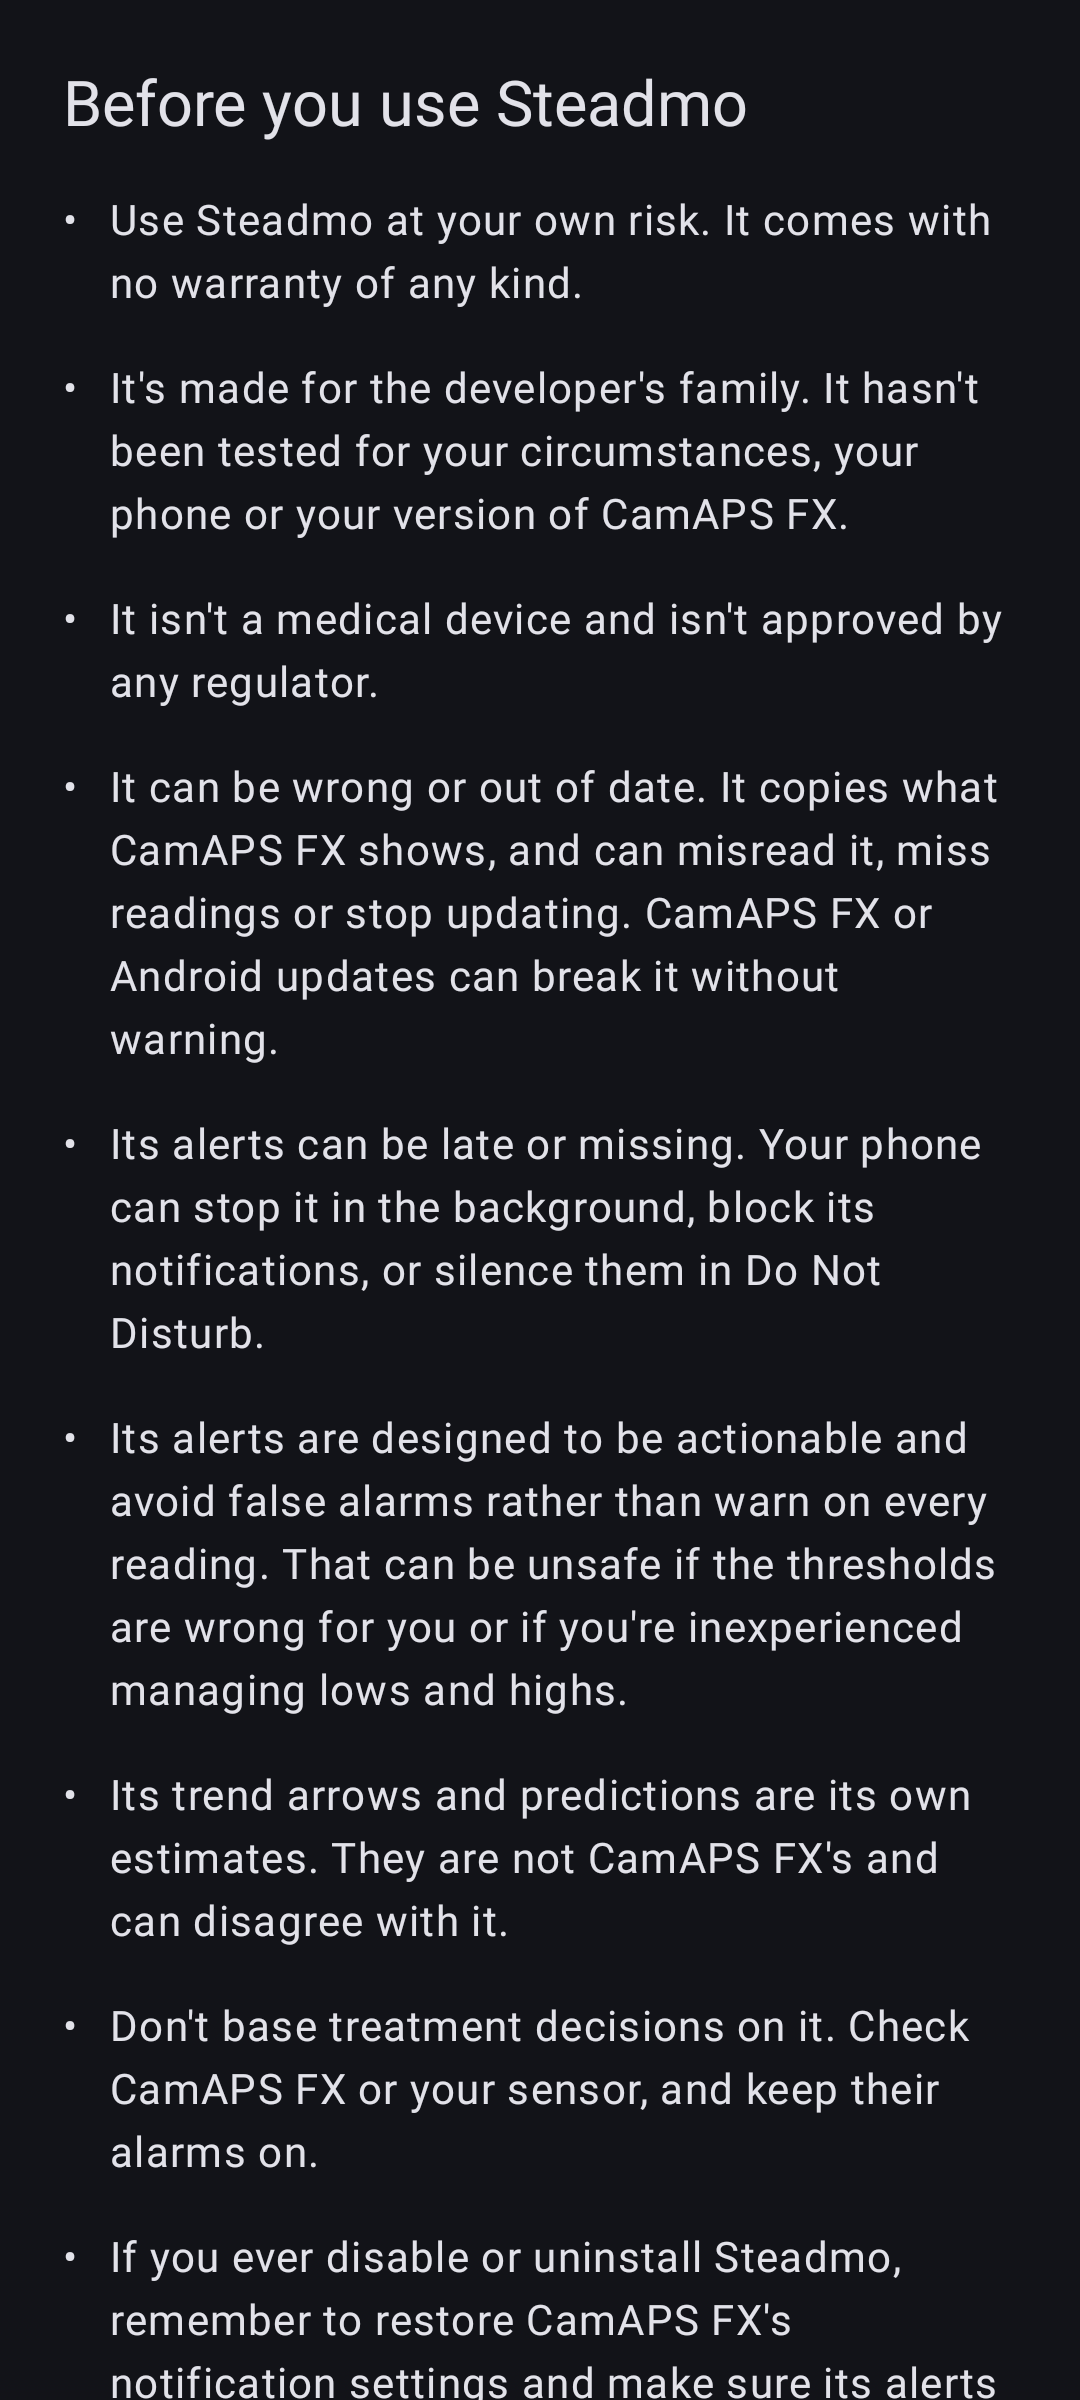 Before you use Steadmo
• Use Steadmo at your own risk. It comes with
no warranty of any kind.
• It's made for the developer's family. It hasn't
been tested for your circumstances, your
phone or your version of CamAPS FX.
• It isn't a medical device and isn't approved by
any regulator.
• It can be wrong or out of date. It copies what
CamAPS FX shows, and can misread it, miss
readings or stop updating. CamAPS FX or
Android updates can break it without
warning.
• Its alerts can be late or missing. Your phone
can stop it in the background, block its
notifications, or silence them in Do Not
Disturb.
• Its alerts are designed to be actionable and
avoid false alarms rather than warn on every
reading. That can be unsafe if the thresholds
are wrong for you or if you're inexperienced
managing lows and highs.
• Its trend arrows and predictions are its own
estimates. They are not CamAPS FX's and
can disagree with it.
• Don't base treatment decisions on it. Check
CamAPS FX or your sensor, and keep their
alarms on.
• If you ever disable or uninstall Steadmo,
remember to restore CamAPS FX's
notification settings and make sure its alerts